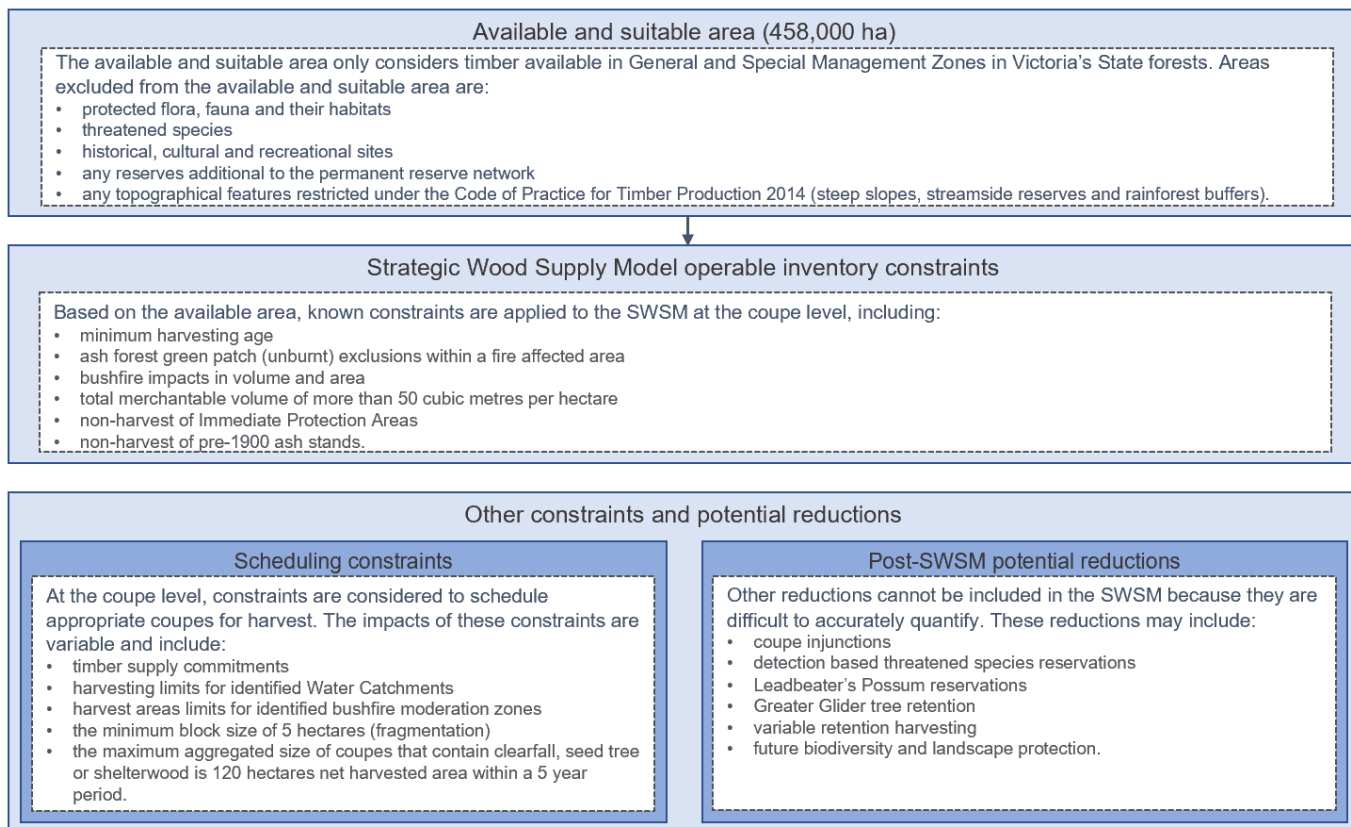 Available and suitable area (458,000 ha)
The available and suitable area only considers timber available in General and Special Management Zones in Victoria's State forests. Areas
excluded from the available and suitable area are:
• protected flora, fauna and their habitats
• threatened species
• historical, cultural and recreational sites
• any reserves additional to the permanent reserve network
• any topographical features restricted under the Code of Practice for Timber Production 2014 (steep slopes, streamside reserves and rainforest buffers).
Strategic Wood Supply Model operable inventory constraints
Based on the available area, known constraints are applied to the SWSM at the coupe level, including:
• minimum harvesting age
• ash forest green patch (unburnt) exclusions within a fire affected area
• bushfire impacts in volume and area
• total merchantable volume of more than 50 cubic metres per hectare
• non-harvest of Immediate Protection Areas
• non-harvest of pre-1900 ash stands.
Other constraints and potential reductions
Scheduling constraints
At the coupe level, constraints are considered to schedule
appropriate coupes for harvest. The impacts of these constraints are
variable and include:
• timber supply commitments
• harvesting limits for identified Water Catchments
• harvest areas limits for identified bushfire moderation zones
• the minimum block size of 5 hectares (fragmentation)
• the maximum aggregated size of coupes that contain clearfall, seed tree
or shelterwood is 120 hectares net harvested area within a 5 year
period.
Post-SWSM potential reductions
Other reductions cannot be included in the SWSM because they are
difficult to accurately quantify. These reductions may include:
• coupe injunctions
• detection based threatened species reservations
• Leadbeater's Possum reservations
• Greater Glider tree retention
• variable retention harvesting
• future biodiversity and landscape protection.